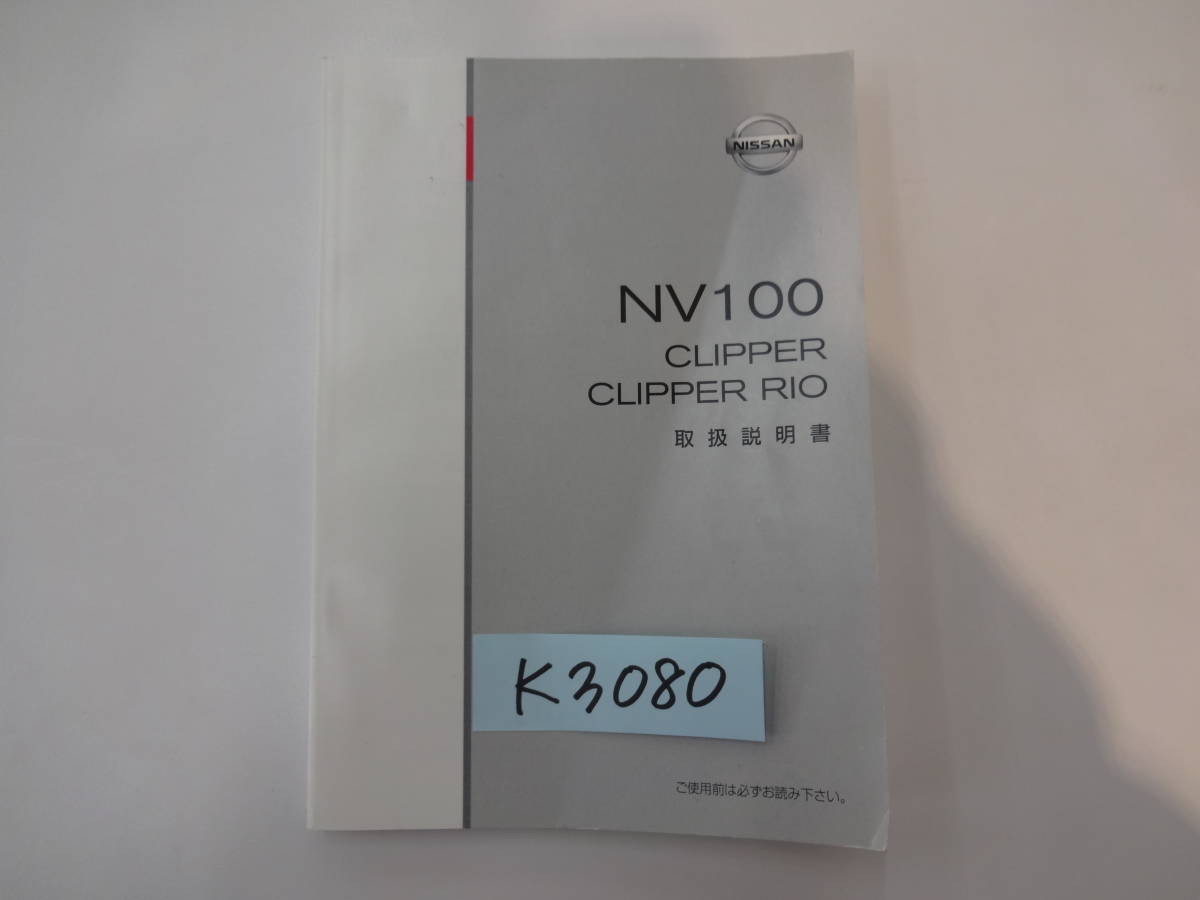 NISSAN
NV100
CLIPPER
CLIPPER RIO
取扱説明書
K3080
ご使用前は必ずお読み下さい。